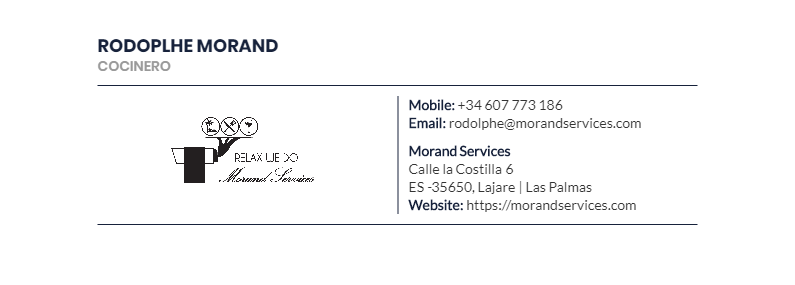 RODOPLHE MORAND
COCINERO
RELAX WE DO
Morand Services
Mobile: +34 607 773 186
Email: rodolphe@morandservices.com
Morand Services
Calle la Costilla 6
ES -35650, Lajare | Las Palmas
Website: https://morandservices.com